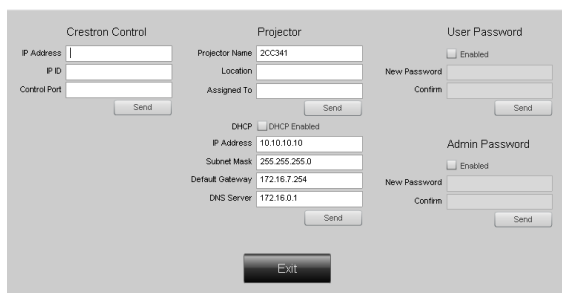 Crestron Control
IP Address
IP ID
Control Port
Send
Projector
Projector Name 2CC341
Location
Assigned To
Send
DHCP DHCP Enabled
IP Address 10.10.10.10
Subnet Mask 255.255.255.0
Default Gateway 172.16.7.254
DNS Server 172.16.0.1
Send
User Password
Enabled
New Password
Confirm
Send
Admin Password
Enabled
New Password
Confirm
Send
Exit